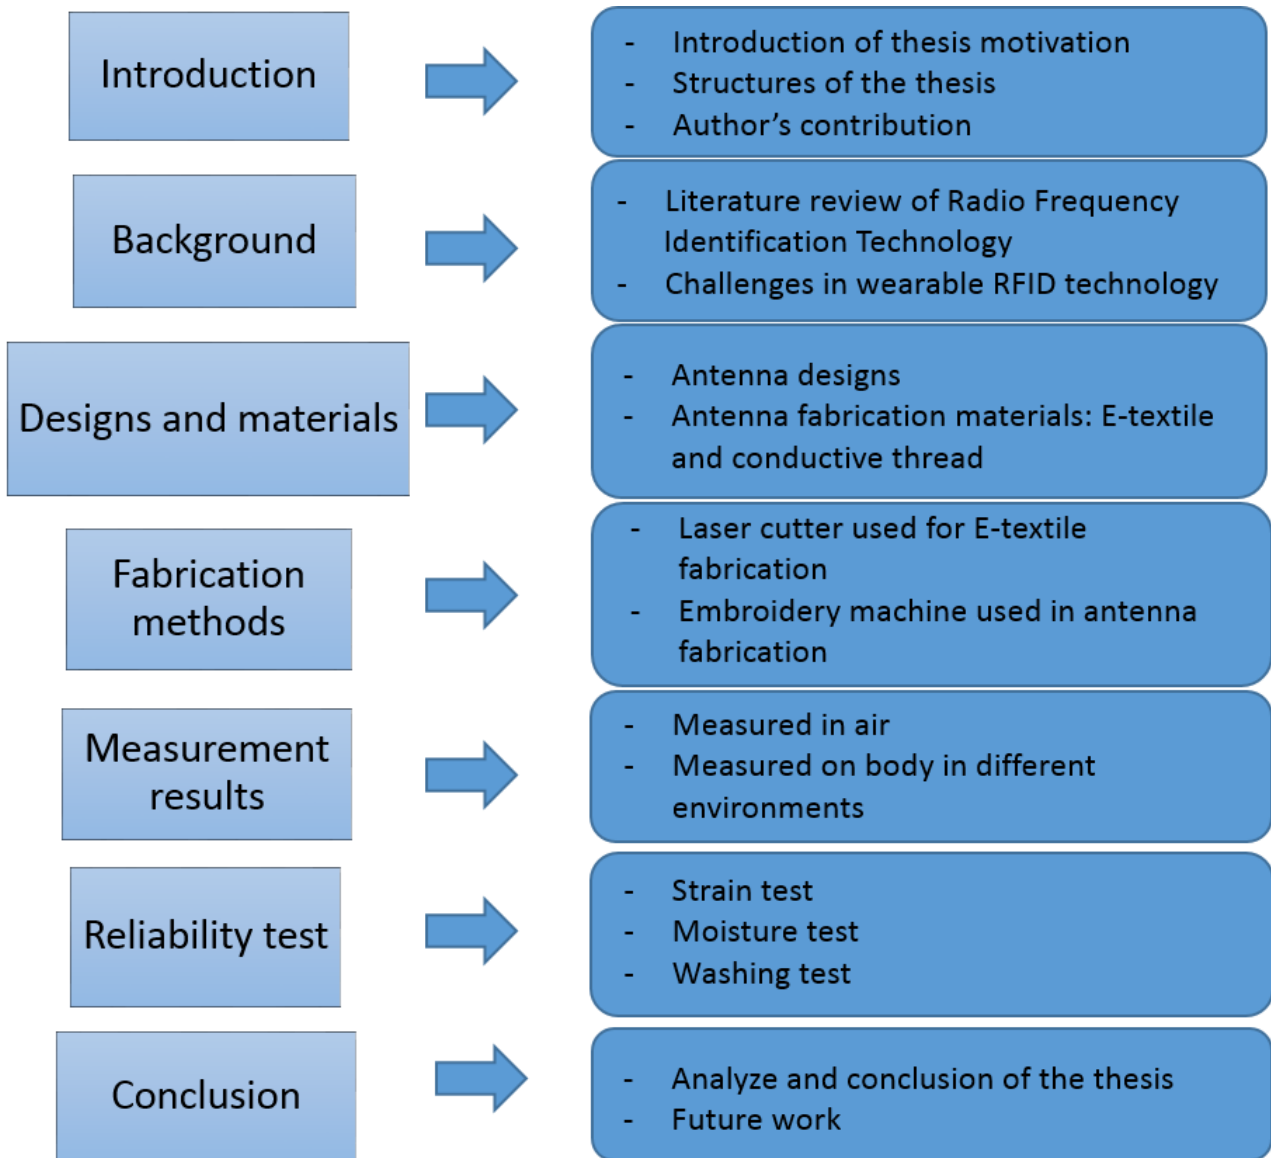 Introduction
- Introduction of thesis motivation
- Structures of the thesis
- Author's contribution
Background
- Literature review of Radio Frequency
Identification Technology
- Challenges in wearable RFID technology
Designs and materials
- Antenna designs
- Antenna fabrication materials: E-textile
and conductive thread
Fabrication
methods
- Laser cutter used for E-textile
fabrication
- Embroidery machine used in antenna
fabrication
Measurement
results
- Measured in air
- Measured on body in different
environments
Reliability test
- Strain test
- Moisture test
- Washing test
Conclusion
- Analyze and conclusion of the thesis
- Future work